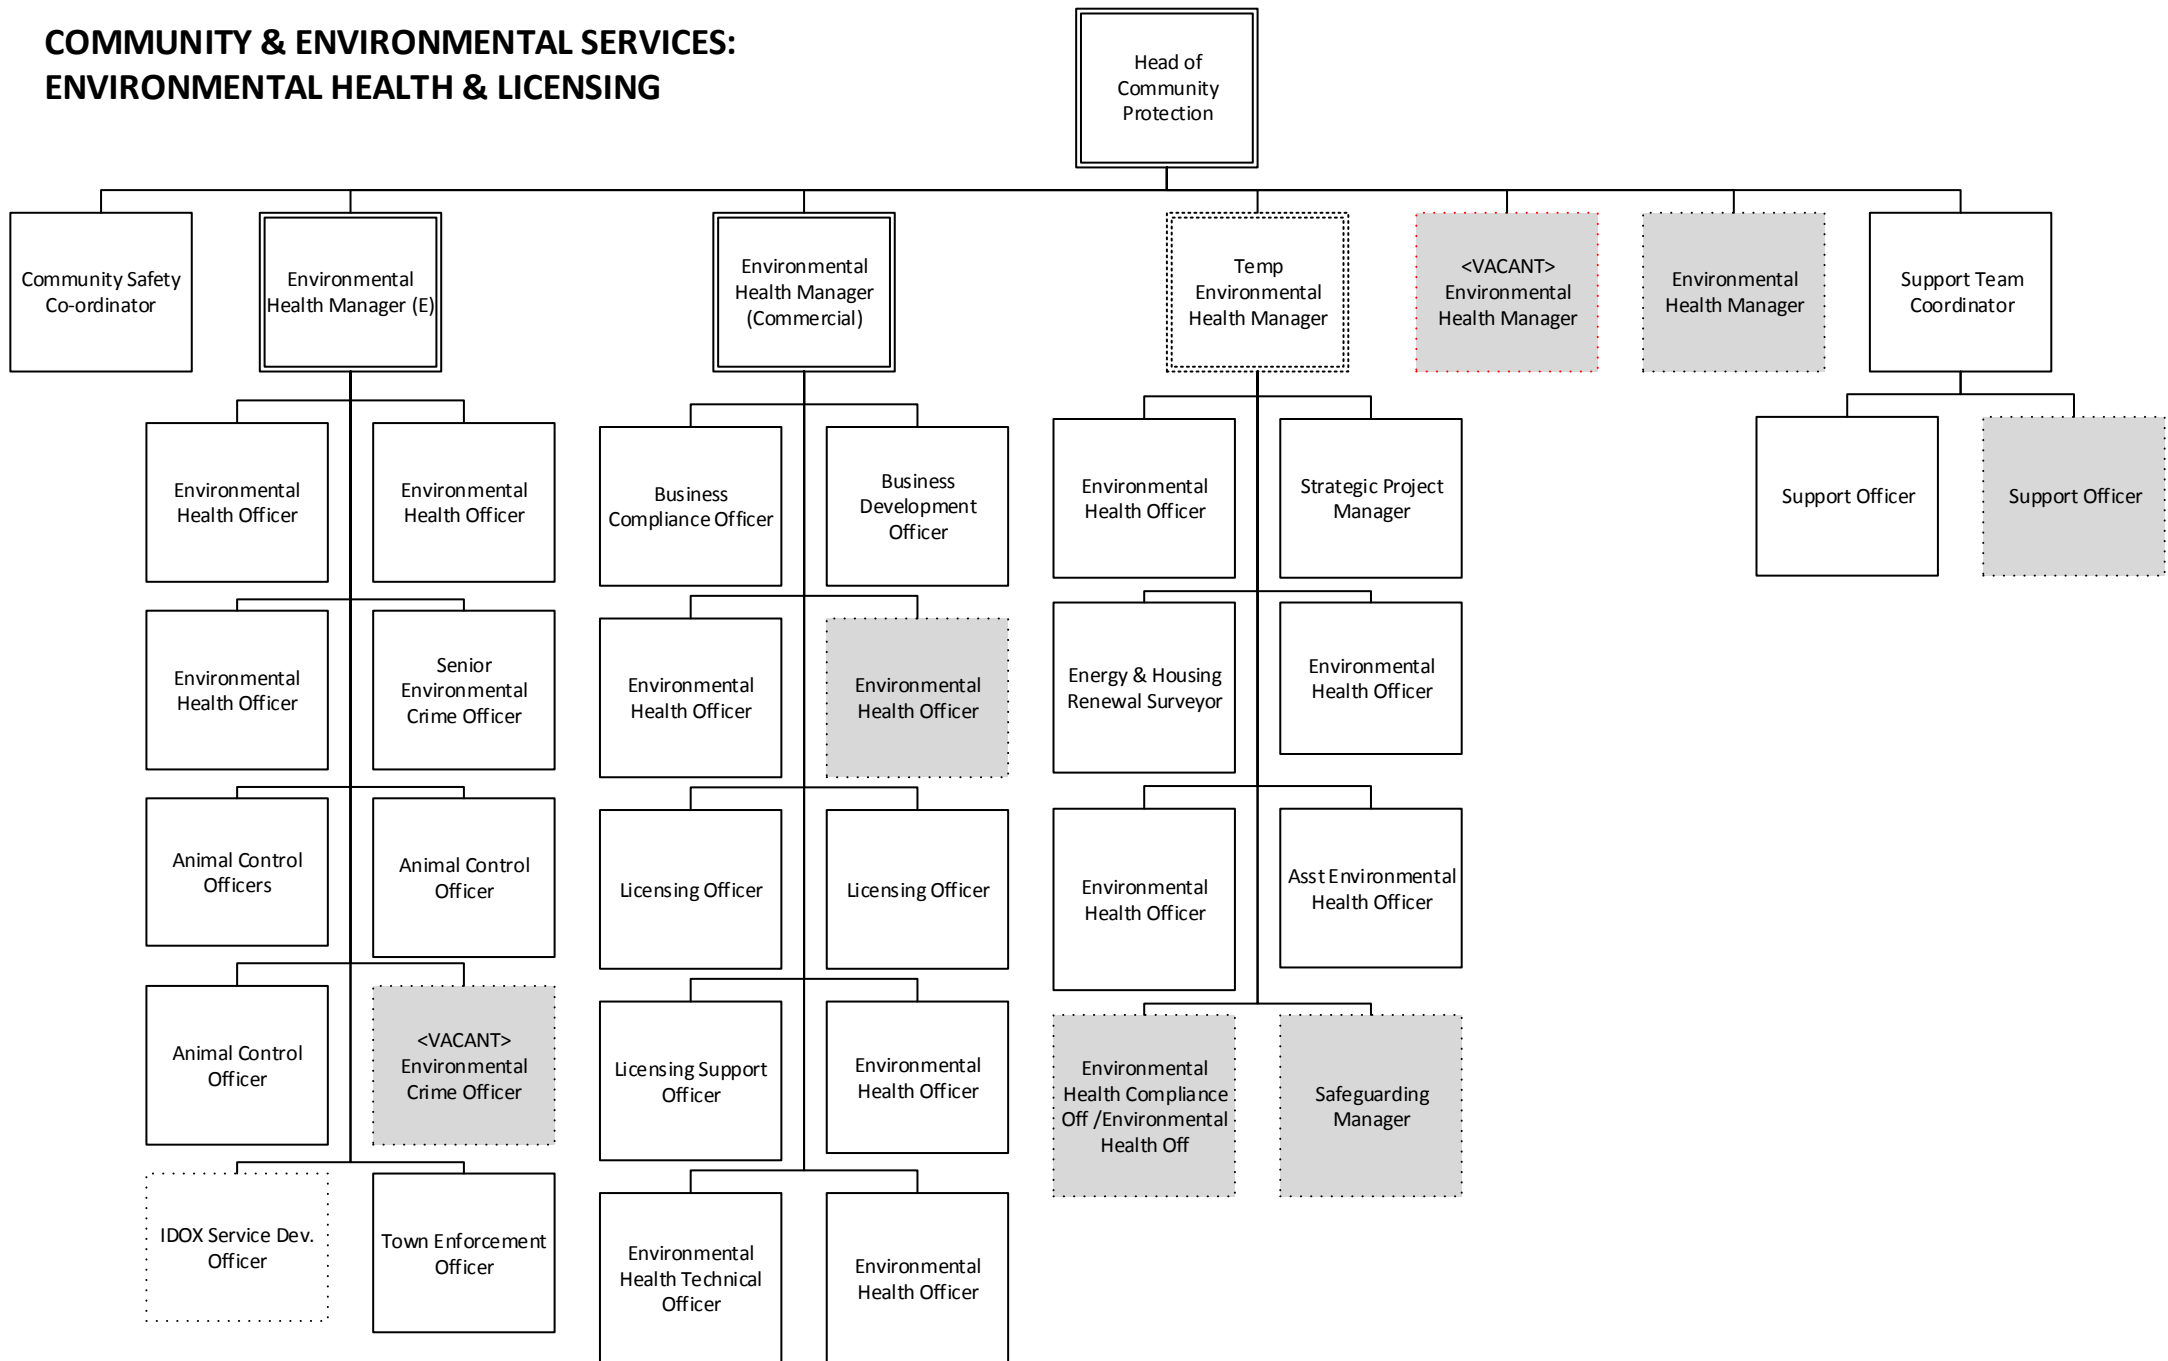 COMMUNITY & ENVIRONMENTAL SERVICES:
ENVIRONMENTAL HEALTH & LICENSING
Head of
Community
Protection
Community Safety
Co-ordinator
Environmental
Health Manager (E)
Environmental
Health Manager
(Commercial)
Temp
Environmental
Health Manager
<VACANT>
Environmental
Health Manager
Environmental
Health Manager
Support Team
Coordinator
Environmental
Health Officer
Environmental
Health Officer
Business
Compliance Officer
Business
Development
Officer
Environmental
Health Officer
Strategic Project
Manager
Support Officer
Support Officer
Environmental
Health Officer
Senior
Environmental
Crime Officer
Environmental
Health Officer
Environmental
Health Officer
Energy & Housing
Renewal Surveyor
Environmental
Health Officer
Animal Control
Officers
Animal Control
Officer
Licensing Officer
Licensing Officer
Environmental
Health Officer
Asst Environmental
Health Officer
Animal Control
Officer
<VACANT>
Environmental
Crime Officer
Licensing Support
Officer
Environmental
Health Officer
Environmental
Health Compliance
Off /Environmental
Health Off
Safeguarding
Manager
IDOX Service Dev.
Officer
Town Enforcement
Officer
Environmental
Health Technical
Officer
Environmental
Health Officer